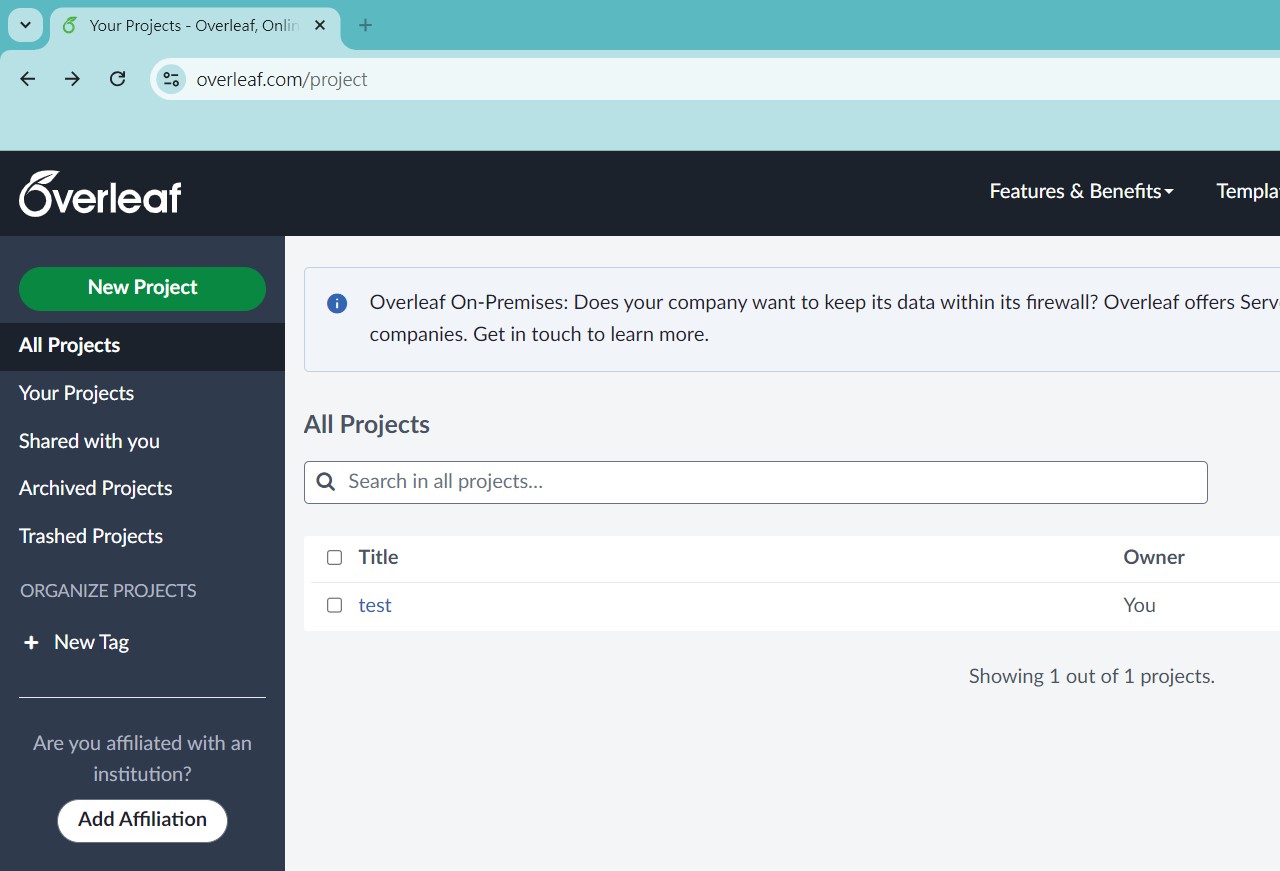 Your Projects - Overleaf, Onlin
overleaf.com/project
Overleaf
Features & Benefits
Templa
New Project
All Projects
Your Projects
Shared with you
Archived Projects
Trashed Projects
ORGANIZE PROJECTS
+ New Tag
Are you affiliated with an
institution?
Add Affiliation
Overleaf On-Premises: Does your company want to keep its data within its firewall? Overleaf offers Serv
companies. Get in touch to learn more.
All Projects
Search in all projects...
Title Owner
test You
Showing 1 out of 1 projects.